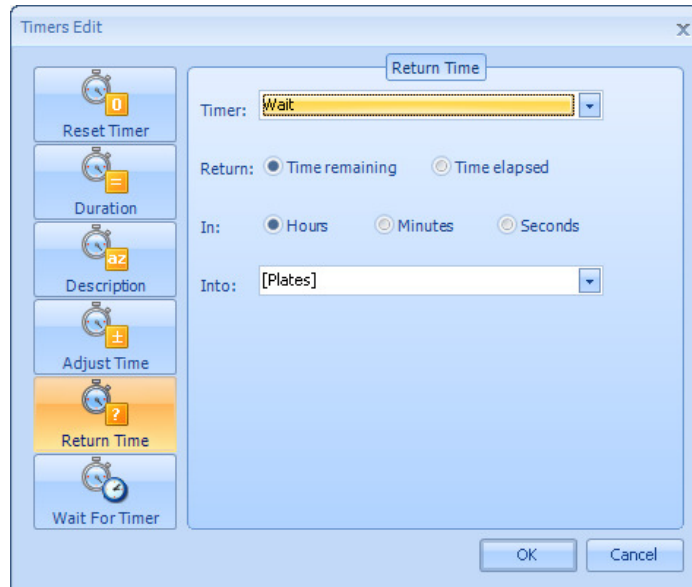 Timers Edit
x
Return Time
0
Reset Timer
=
Duration
az
Description
±
Adjust Time
?
Return Time
Wait For Timer
Timer: Wait
Return: Time remaining Time elapsed
In: Hours Minutes Seconds
Into: [Plates]
OK Cancel